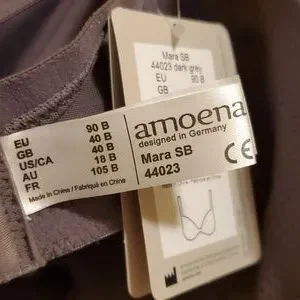 Mara SB
44023 dark grey
EU 90 B
GB
EU 90 B
GB 40 B
US/CA 40 B
AU 18 B
FR 105 B
Made in China / Fabriqué en Chine
amoena
designed in Germany
Mara SB
44023
CE